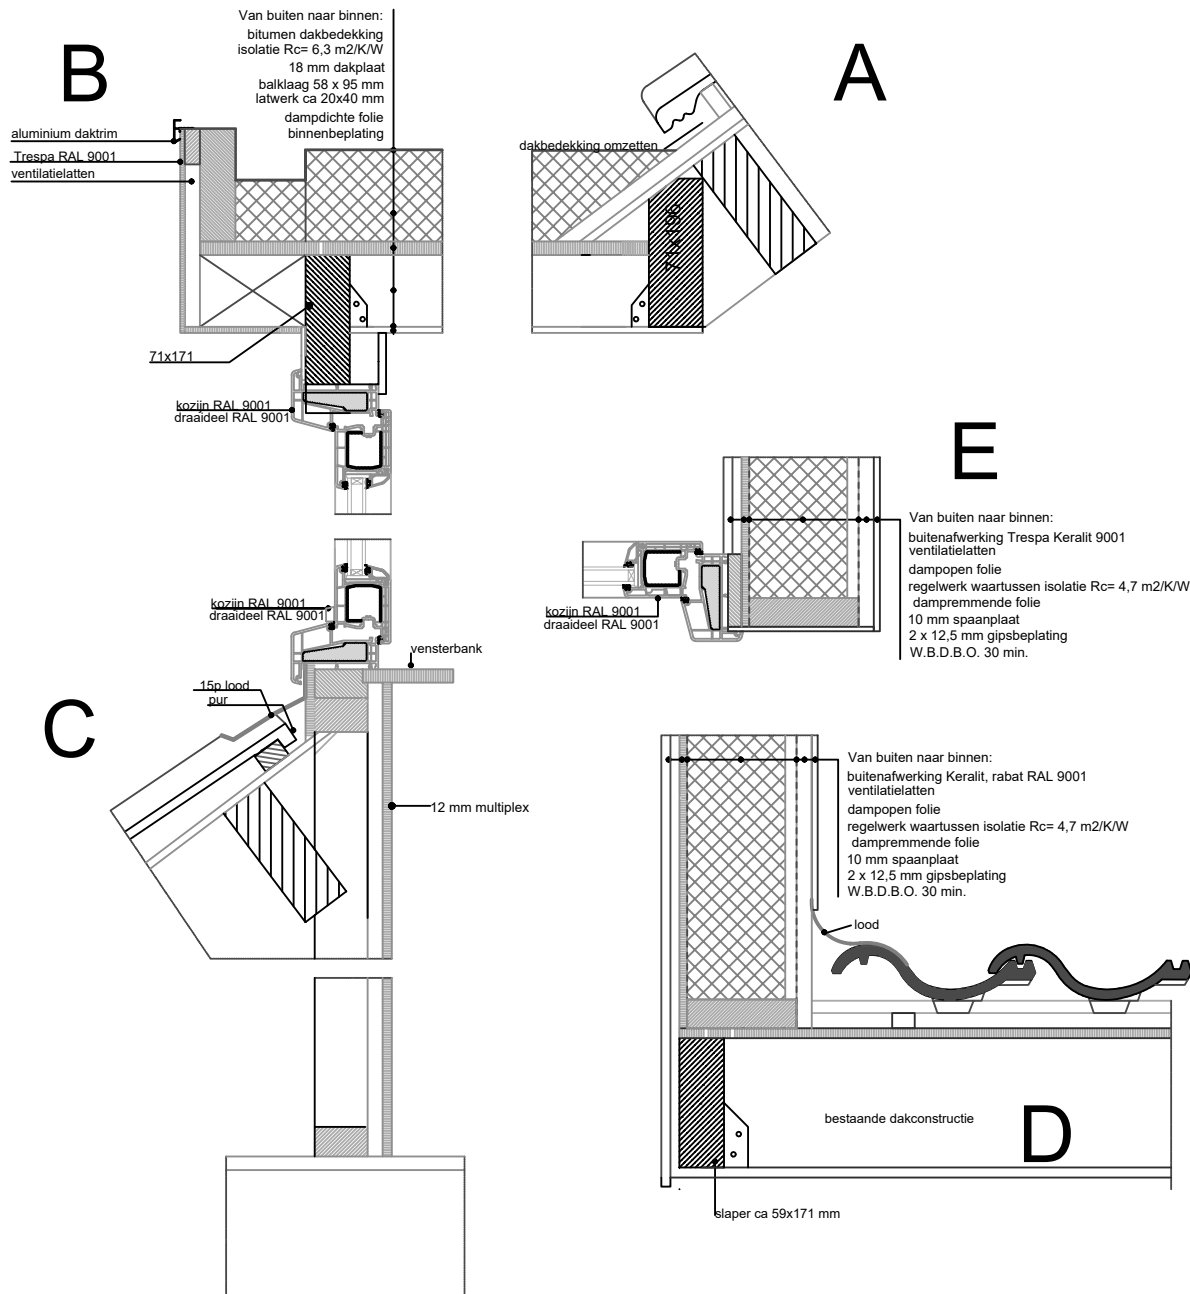 B
Van buiten naar binnen:
bitumen dakbedekking
isolatie Rc= 6,3 m2/K/W
18 mm dakplaat
balklaag 58 x 95 mm
latwerk ca 20x40 mm
dampdichte folie
binnenbeplating
aluminium daktrim
Trespa RAL 9001
ventilatielatten
71x171
kozijn RAL 9001
draaideel RAL 9001
A
dakbedekking omzetten
71x196
E
Van buiten naar binnen:
buitenafwerking Trespa Keralit 9001
ventilatielatten
dampopen folie
regelwerk waartussen isolatie Rc= 4,7 m2/K/W
dampremmende folie
10 mm spaanplaat
2 x 12,5 mm gipsbeplating
W.B.D.B.O. 30 min.
kozijn RAL 9001
draaideel RAL 9001
kozijn RAL 9001
draaideel RAL 9001
vensterbank
15p lood
pur
C
12 mm multiplex
Van buiten naar binnen:
buitenafwerking Keralit, rabat RAL 9001
ventilatielatten
dampopen folie
regelwerk waartussen isolatie Rc= 4,7 m2/K/W
dampremmende folie
10 mm spaanplaat
2 x 12,5 mm gipsbeplating
W.B.D.B.O. 30 min.
lood
bestaande dakconstructie
D
slaper ca 59x171 mm